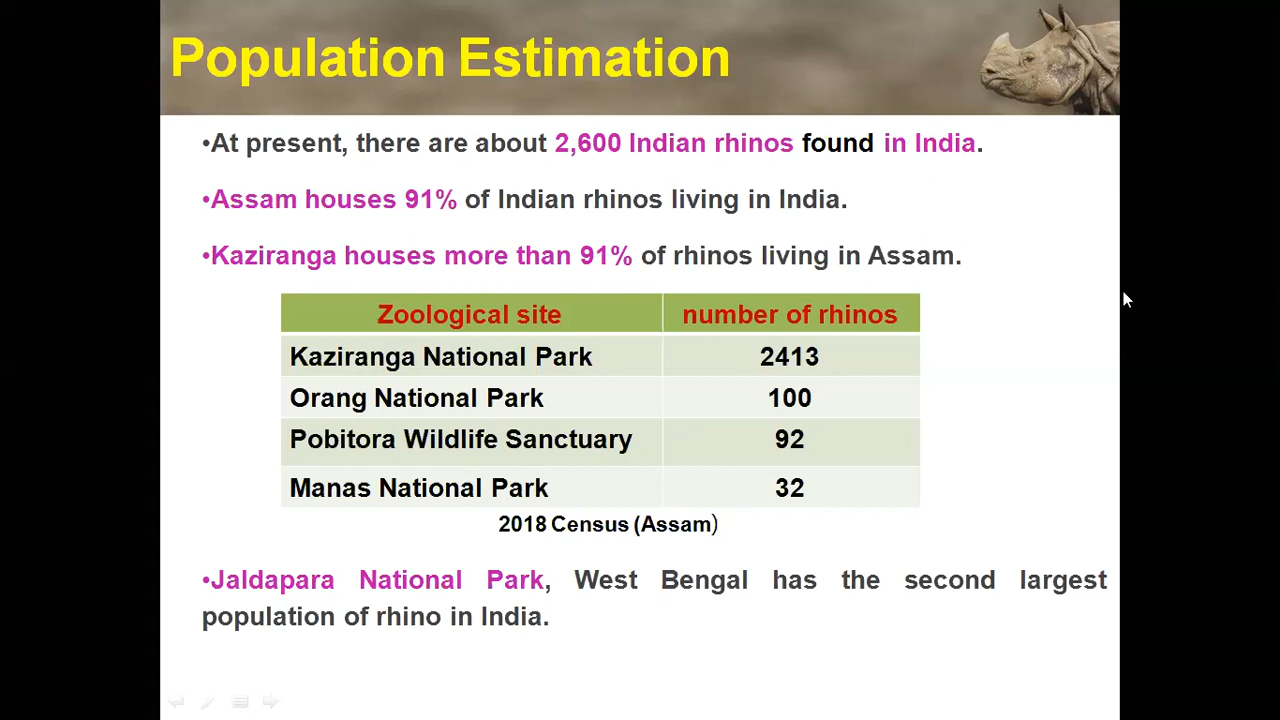 Population Estimation
•At present, there are about 2,600 Indian rhinos found in India.
•Assam houses 91% of Indian rhinos living in India.
•Kaziranga houses more than 91% of rhinos living in Assam.
Zoological site number of rhinos
Kaziranga National Park 2413
Orang National Park 100
Pobitora Wildlife Sanctuary 92
Manas National Park 32
2018 Census (Assam)
•Jaldapara National Park, West Bengal has the second largest
population of rhino in India.